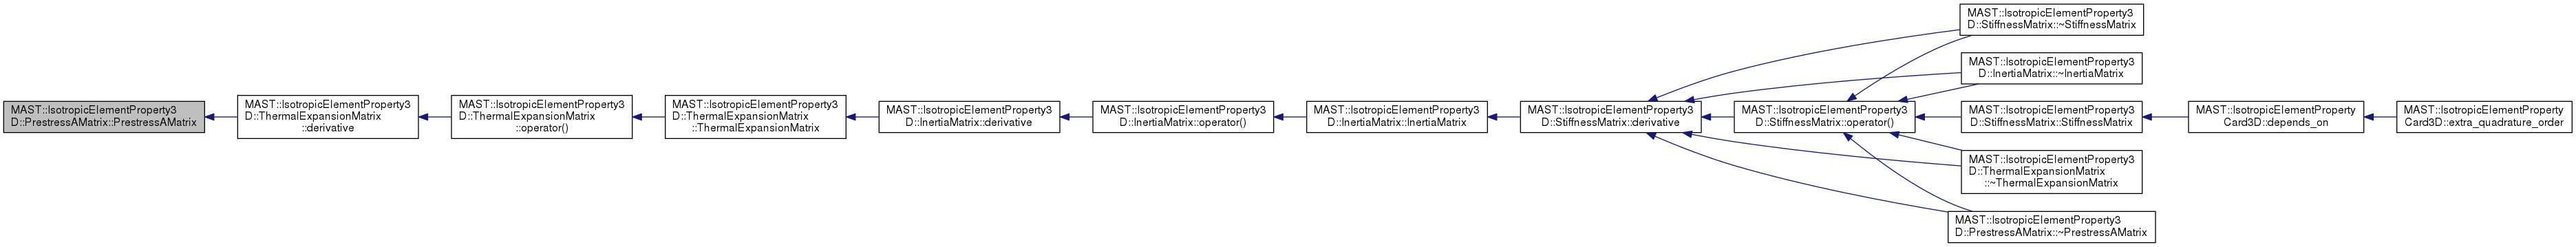 MAST::IsotropicElementProperty3
D::PrestressAMatrix::PrestressAMatrix
MAST::IsotropicElementProperty3
D::ThermalExpansionMatrix
::derivative
MAST::IsotropicElementProperty3
D::ThermalExpansionMatrix
::operator()
MAST::IsotropicElementProperty3
D::ThermalExpansionMatrix
::ThermalExpansionMatrix
MAST::IsotropicElementProperty3
D::InertiaMatrix::derivative
MAST::IsotropicElementProperty3
D::InertiaMatrix::operator()
MAST::IsotropicElementProperty3
D::InertiaMatrix::InertiaMatrix
MAST::IsotropicElementProperty3
D::StiffnessMatrix::derivative
MAST::IsotropicElementProperty3
D::StiffnessMatrix::operator()
MAST::IsotropicElementProperty3
D::StiffnessMatrix::~StiffnessMatrix
MAST::IsotropicElementProperty3
D::InertiaMatrix::~InertiaMatrix
MAST::IsotropicElementProperty3
D::StiffnessMatrix::StiffnessMatrix
MAST::IsotropicElementProperty3
D::ThermalExpansionMatrix
::~ThermalExpansionMatrix
MAST::IsotropicElementProperty3
D::PrestressAMatrix::~PrestressAMatrix
MAST::IsotropicElementProperty
Card3D::depends_on
MAST::IsotropicElementProperty
Card3D::extra_quadrature_order